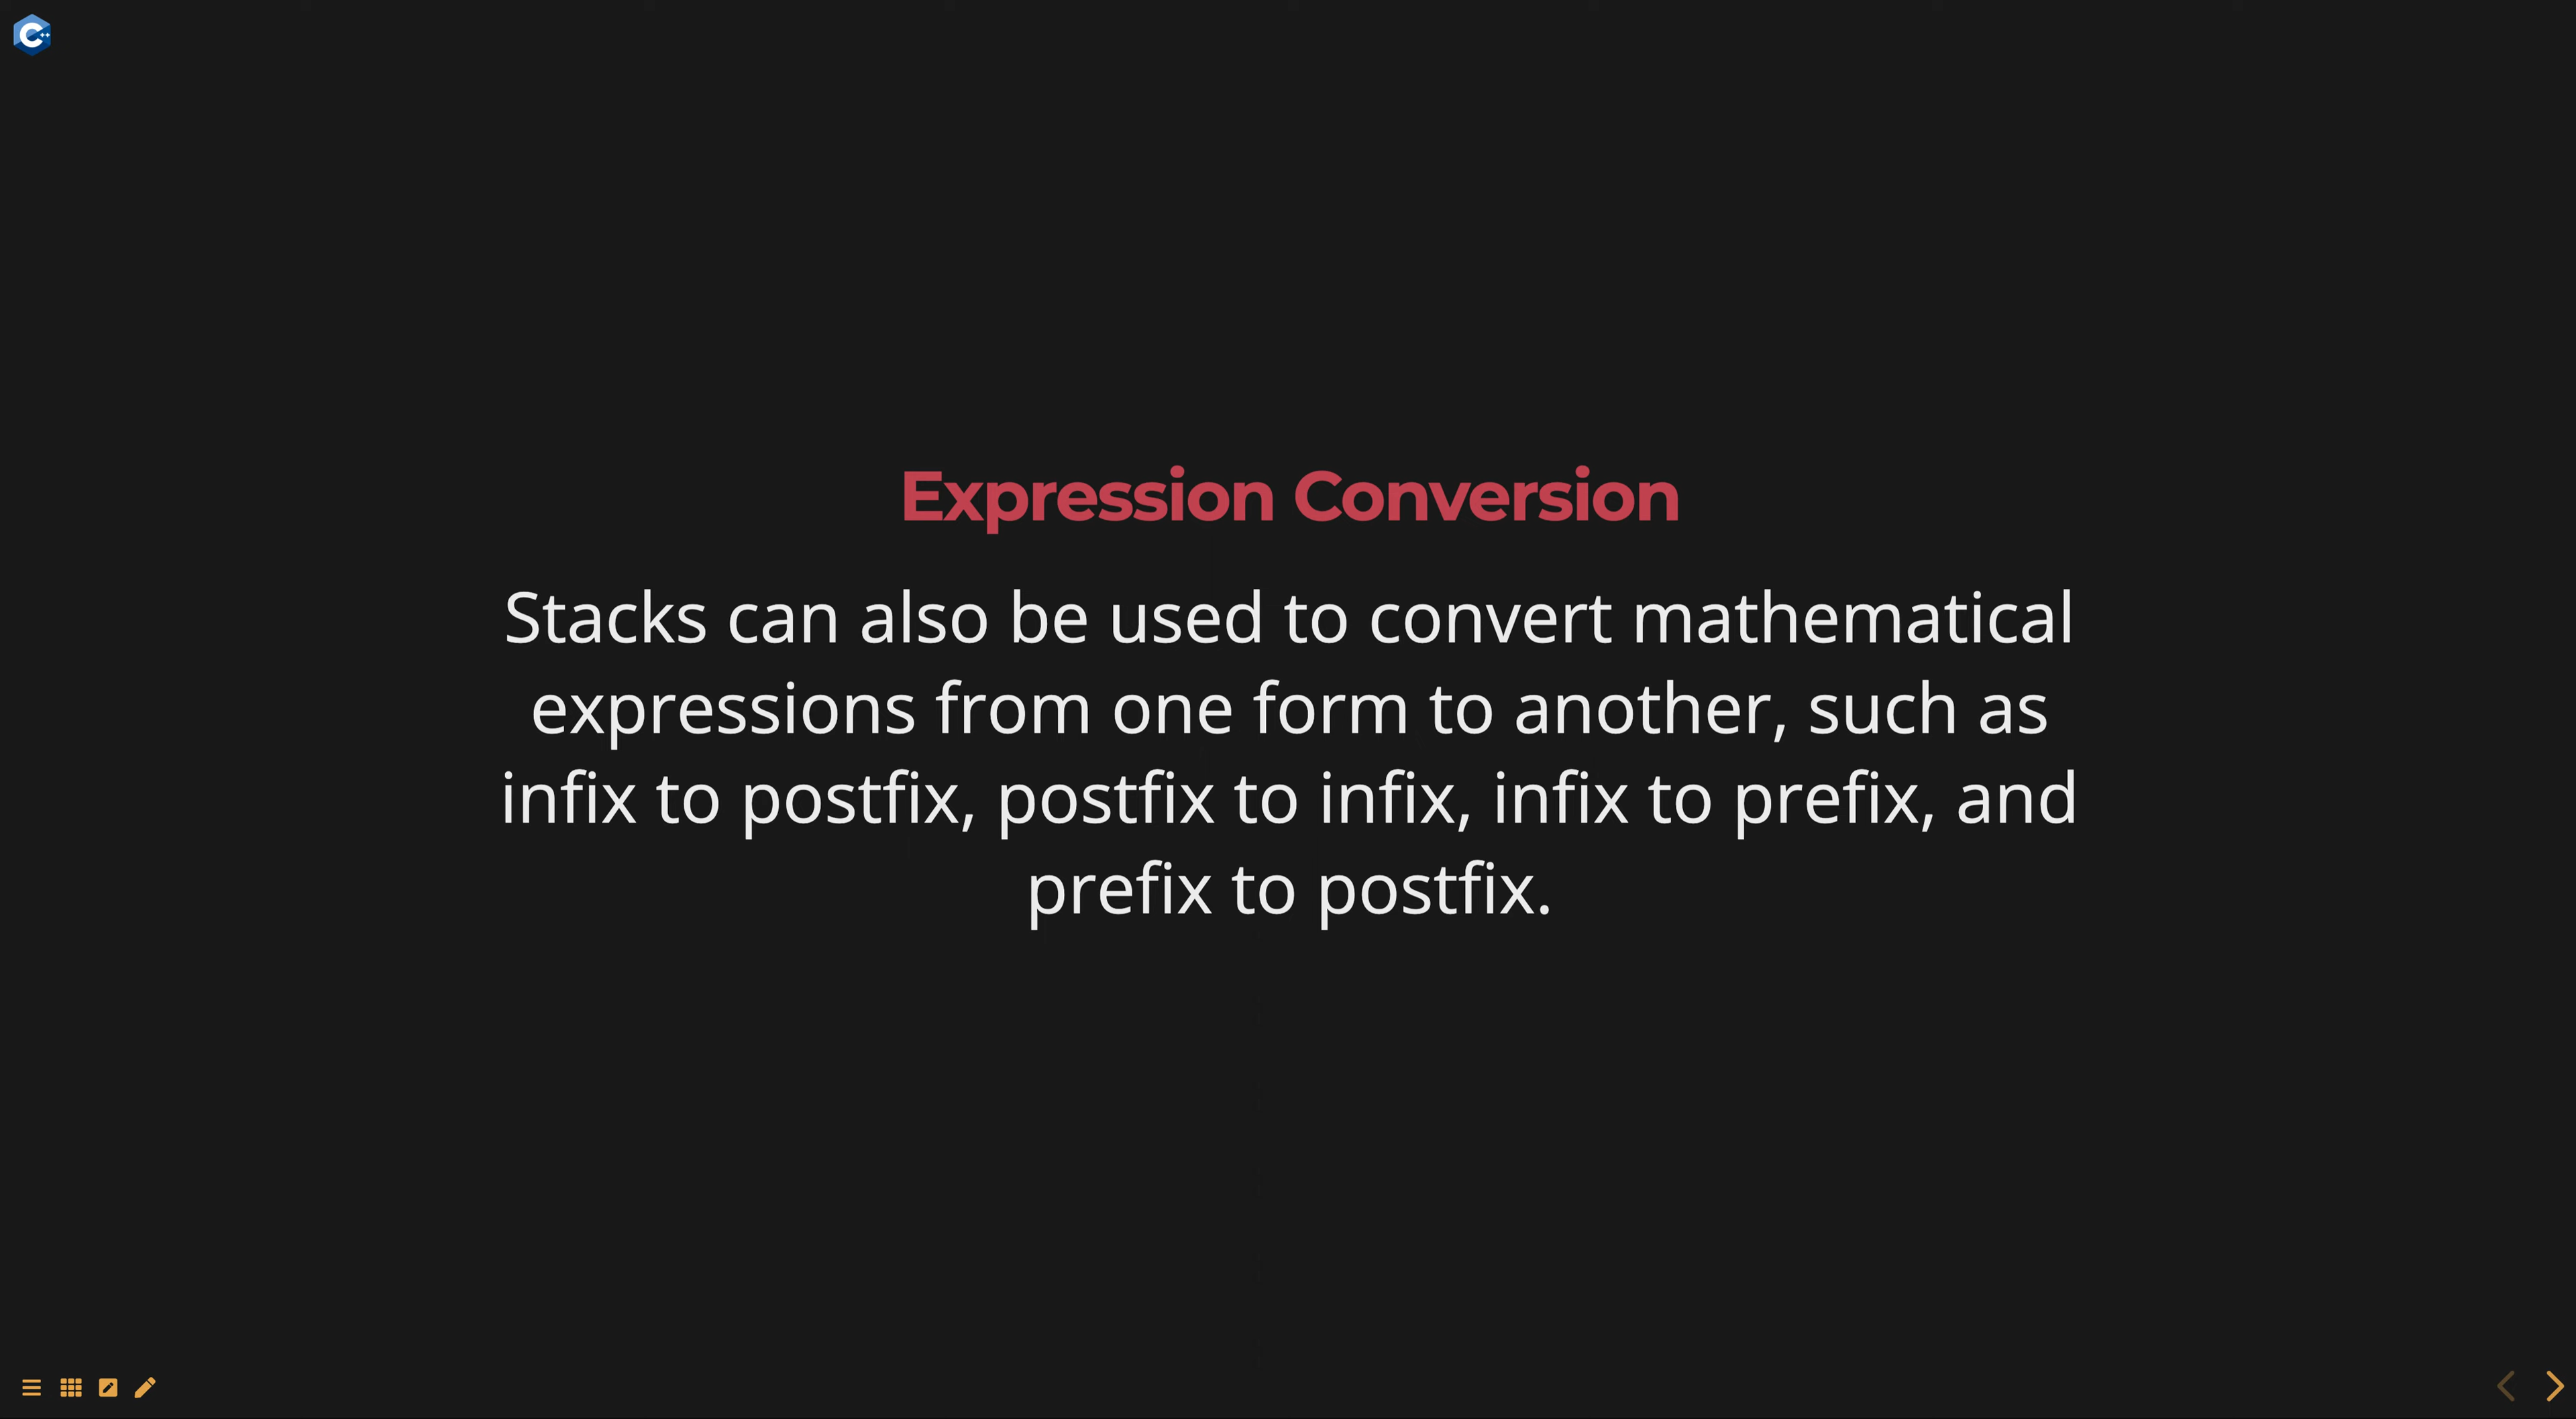 C++
Expression Conversion
Stacks can also be used to convert mathematical
expressions from one form to another, such as
infix to postfix, postfix to infix, infix to prefix, and
prefix to postfix.